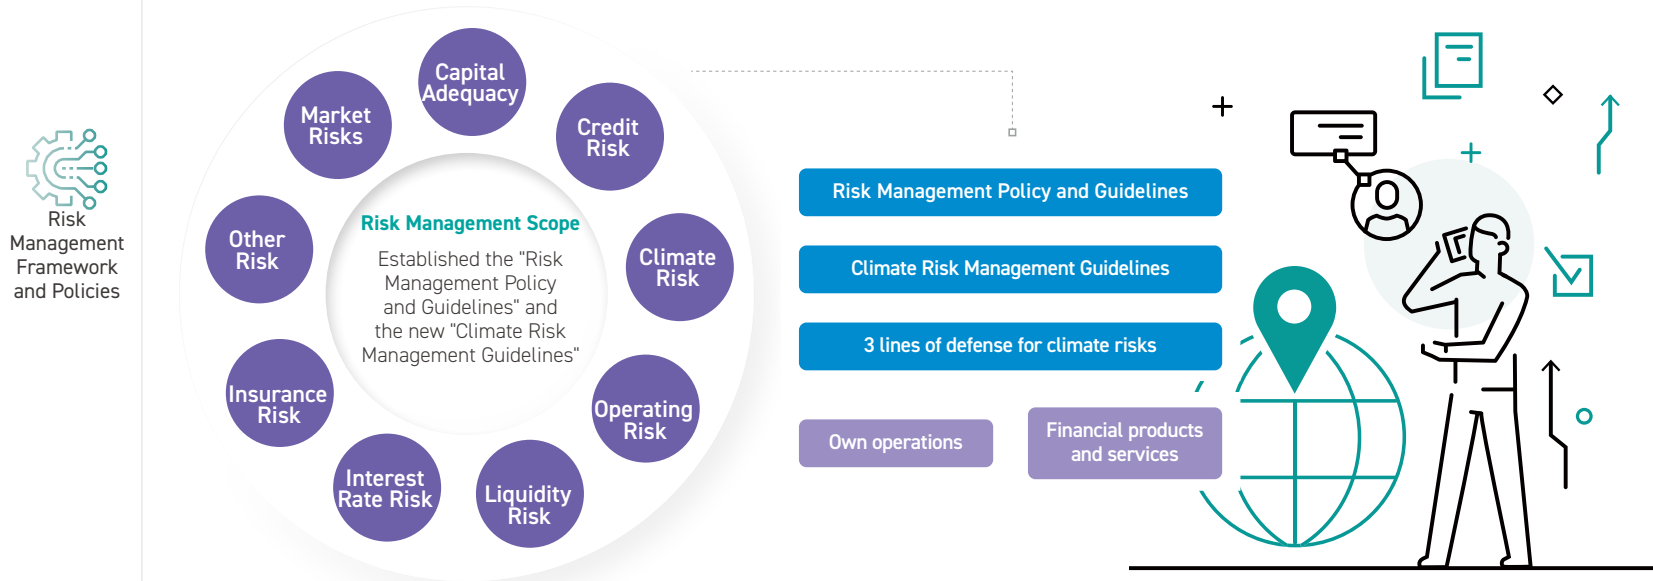 Risk
Management
Framework
and Policies
Capital
Adequacy
Credit
Risk
Climate
Risk
Operating
Risk
Liquidity
Risk
Interest
Rate Risk
Insurance
Risk
Other
Risk
Market
Risks
Risk Management Scope
Established the "Risk
Management Policy
and Guidelines" and
the new "Climate Risk
Management Guidelines"
Risk Management Policy and Guidelines
Climate Risk Management Guidelines
3 lines of defense for climate risks
Own operations
Financial products
and services